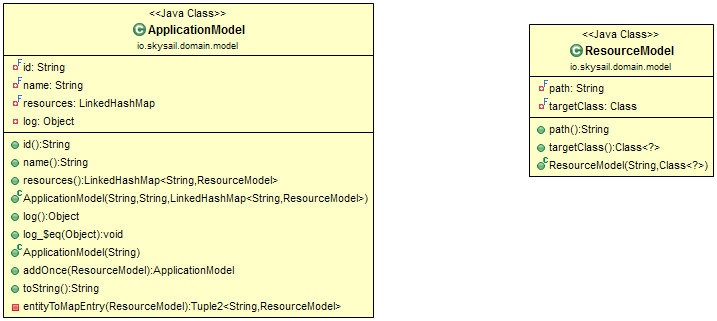 <<Java Class>>
ApplicationModel
io.skysail.domain.model
id: String
name: String
resources: LinkedHashMap
log: Object
id():String
name():String
resources():LinkedHashMap<String,ResourceModel>
ApplicationModel(String,String,LinkedHashMap<String,ResourceModel>)
log():Object
log_$eq(Object):void
ApplicationModel(String)
addOnce(ResourceModel):ApplicationModel
toString():String
entityToMapEntry(ResourceModel):Tuple2<String,ResourceModel>
<<Java Class>>
ResourceModel
io.skysail.domain.model
path: String
targetClass: Class
path():String
targetClass():Class<?>
ResourceModel(String,Class<?>)